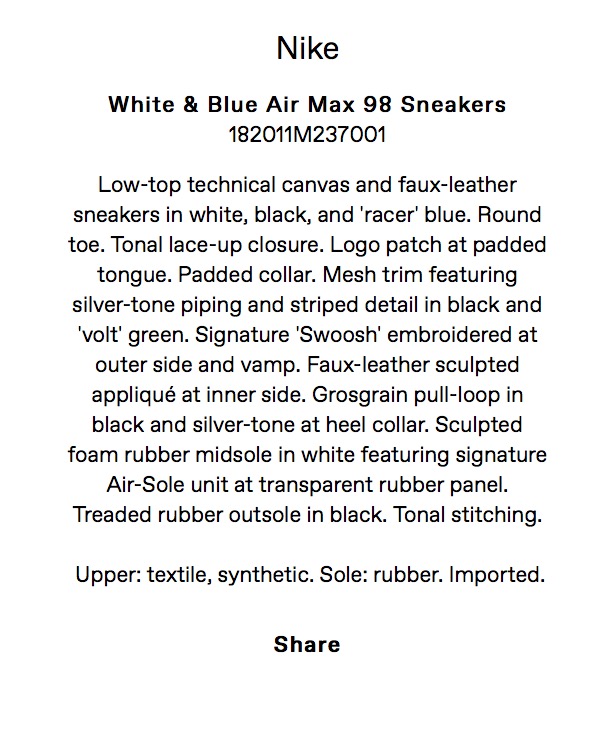 Nike
White & Blue Air Max 98 Sneakers
182011M237001
Low-top technical canvas and faux-leather
sneakers in white, black, and 'racer' blue. Round
toe. Tonal lace-up closure. Logo patch at padded
tongue. Padded collar. Mesh trim featuring
silver-tone piping and striped detail in black and
'volt' green. Signature 'Swoosh' embroidered at
outer side and vamp. Faux-leather sculpted
appliqué at inner side. Grosgrain pull-loop in
black and silver-tone at heel collar. Sculpted
foam rubber midsole in white featuring signature
Air-Sole unit at transparent rubber panel.
Treaded rubber outsole in black. Tonal stitching.
Upper: textile, synthetic. Sole: rubber. Imported.
Share